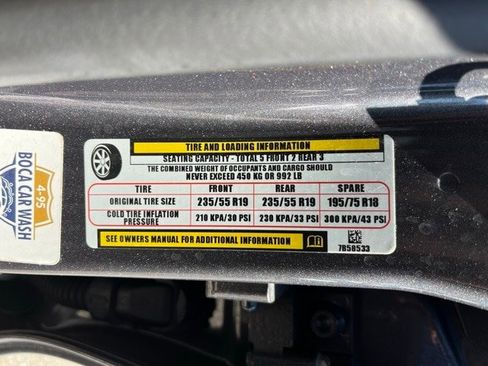 TIRE AND LOADING INFORMATION
SEATING CAPACITY - TOTAL 5 FRONT 2 REAR 3
THE COMBINED WEIGHT OF OCCUPANTS AND CARGO SHOULD
NEVER EXCEED 450 KG OR 992 LB
TIRE FRONT REAR SPARE
ORIGINAL TIRE SIZE 235/55 R19 235/55 R19 195/75 R18
COLD TIRE INFLATION PRESSURE 210 KPA/30 PSI 230 KPA/33 PSI 300 KPA/43 PSI
SEE OWNERS MANUAL FOR ADDITIONAL INFORMATION
7B58533
4-95
BOCA CAR WASH